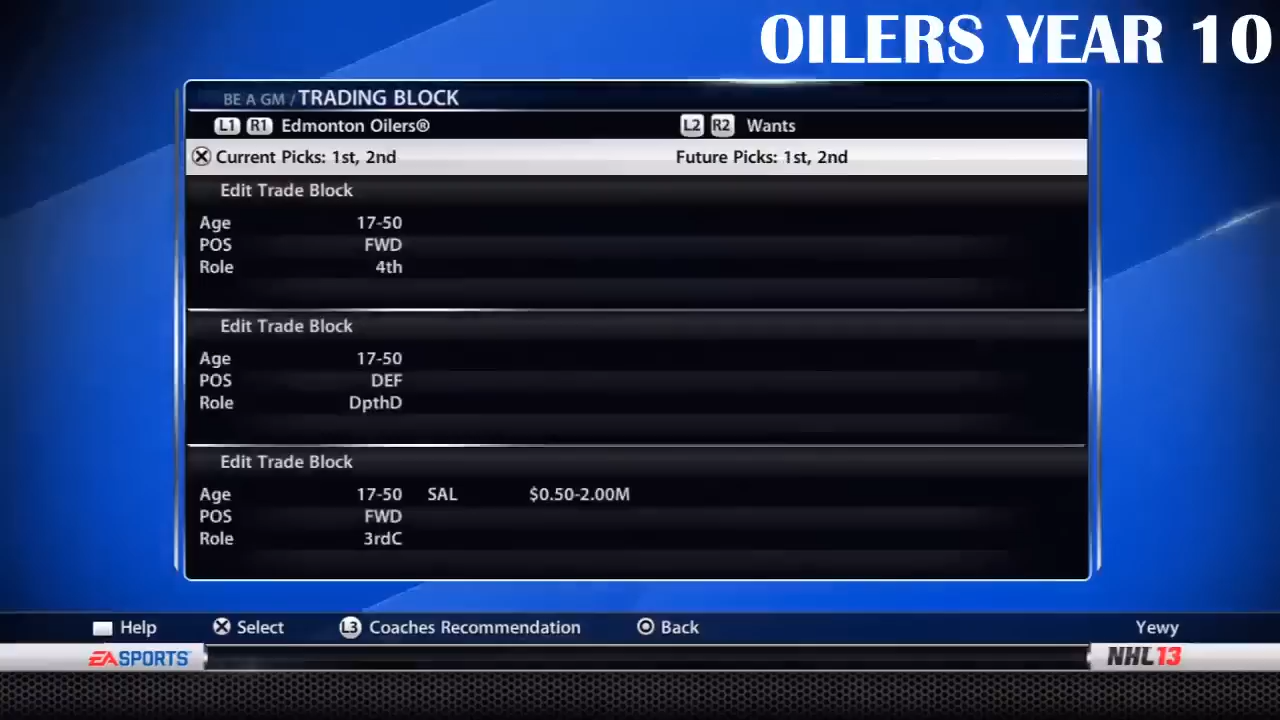 OILERS YEAR 10
BE A GM / TRADING BLOCK
L1 R1 Edmonton Oilers® L2 R2 Wants
Current Picks: 1st, 2nd Future Picks: 1st, 2nd
Edit Trade Block
Age 17-50
POS FWD
Role 4th
Edit Trade Block
Age 17-50
POS DEF
Role DpthD
Edit Trade Block
Age 17-50 SAL $0.50-2.00M
POS FWD
Role 3rdC
Help Select L3 Coaches Recommendation Back Yewy
EA SPORTS NHL 13